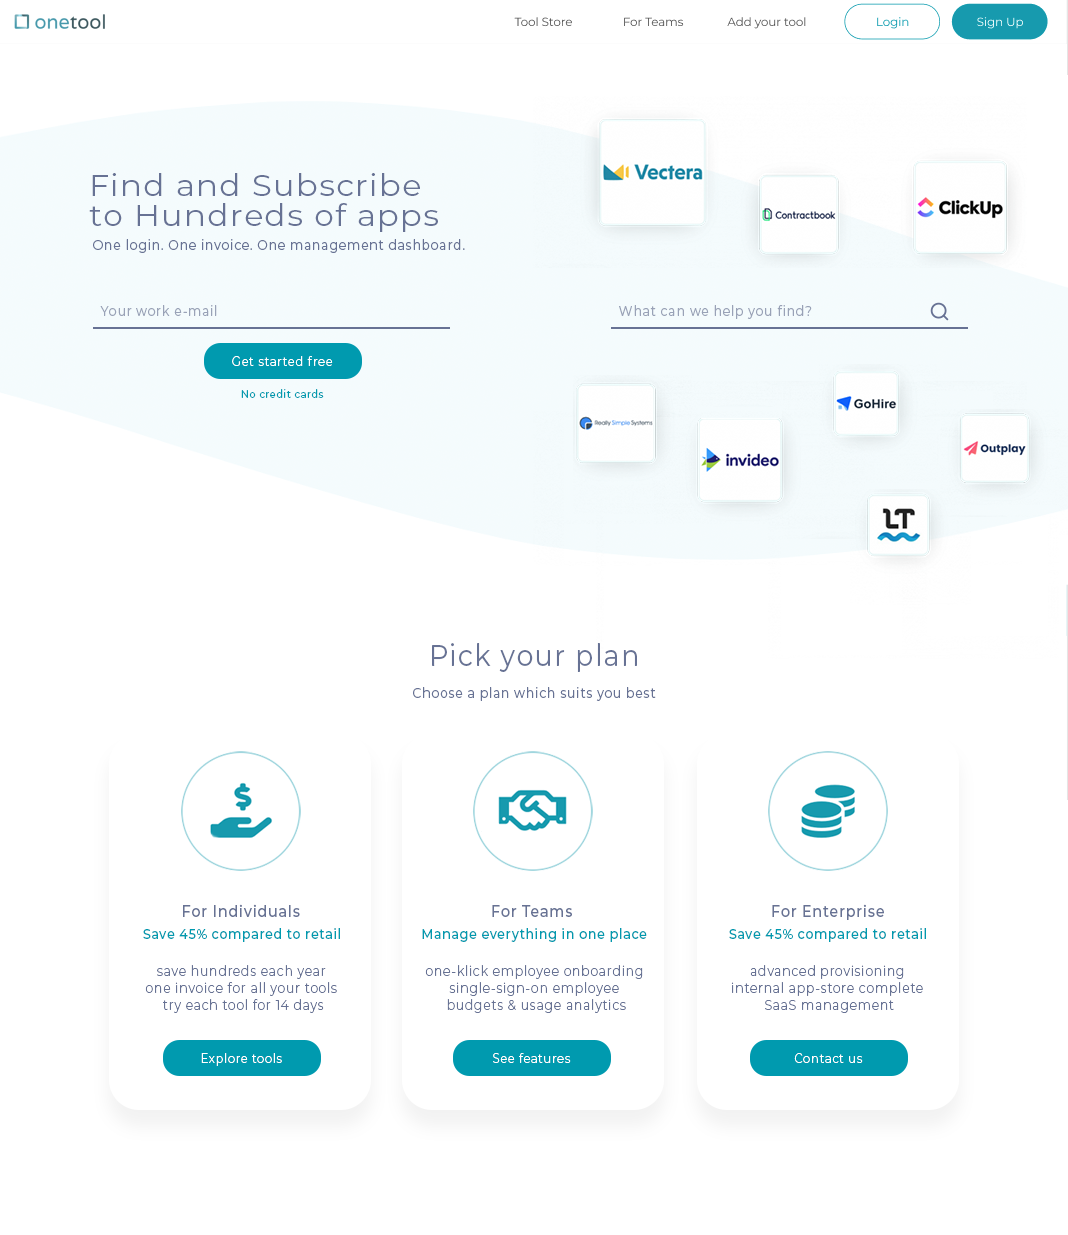 onetool
Tool Store
For Teams
Add your tool
Login
Sign Up
Find and Subscribe
to Hundreds of apps
One login. One invoice. One management dashboard.
Your work e-mail
Get started free
No credit cards
Vectera
Contractbook
ClickUp
What can we help you find?
GoHire
Really Simple Systems
invideo
Outplay
LT
Pick your plan
Choose a plan which suits you best
For Individuals
Save 45% compared to retail
save hundreds each year
one invoice for all your tools
try each tool for 14 days
Explore tools
For Teams
Manage everything in one place
one-klick employee onboarding
single-sign-on employee
budgets & usage analytics
See features
For Enterprise
Save 45% compared to retail
advanced provisioning
internal app-store complete
SaaS management
Contact us